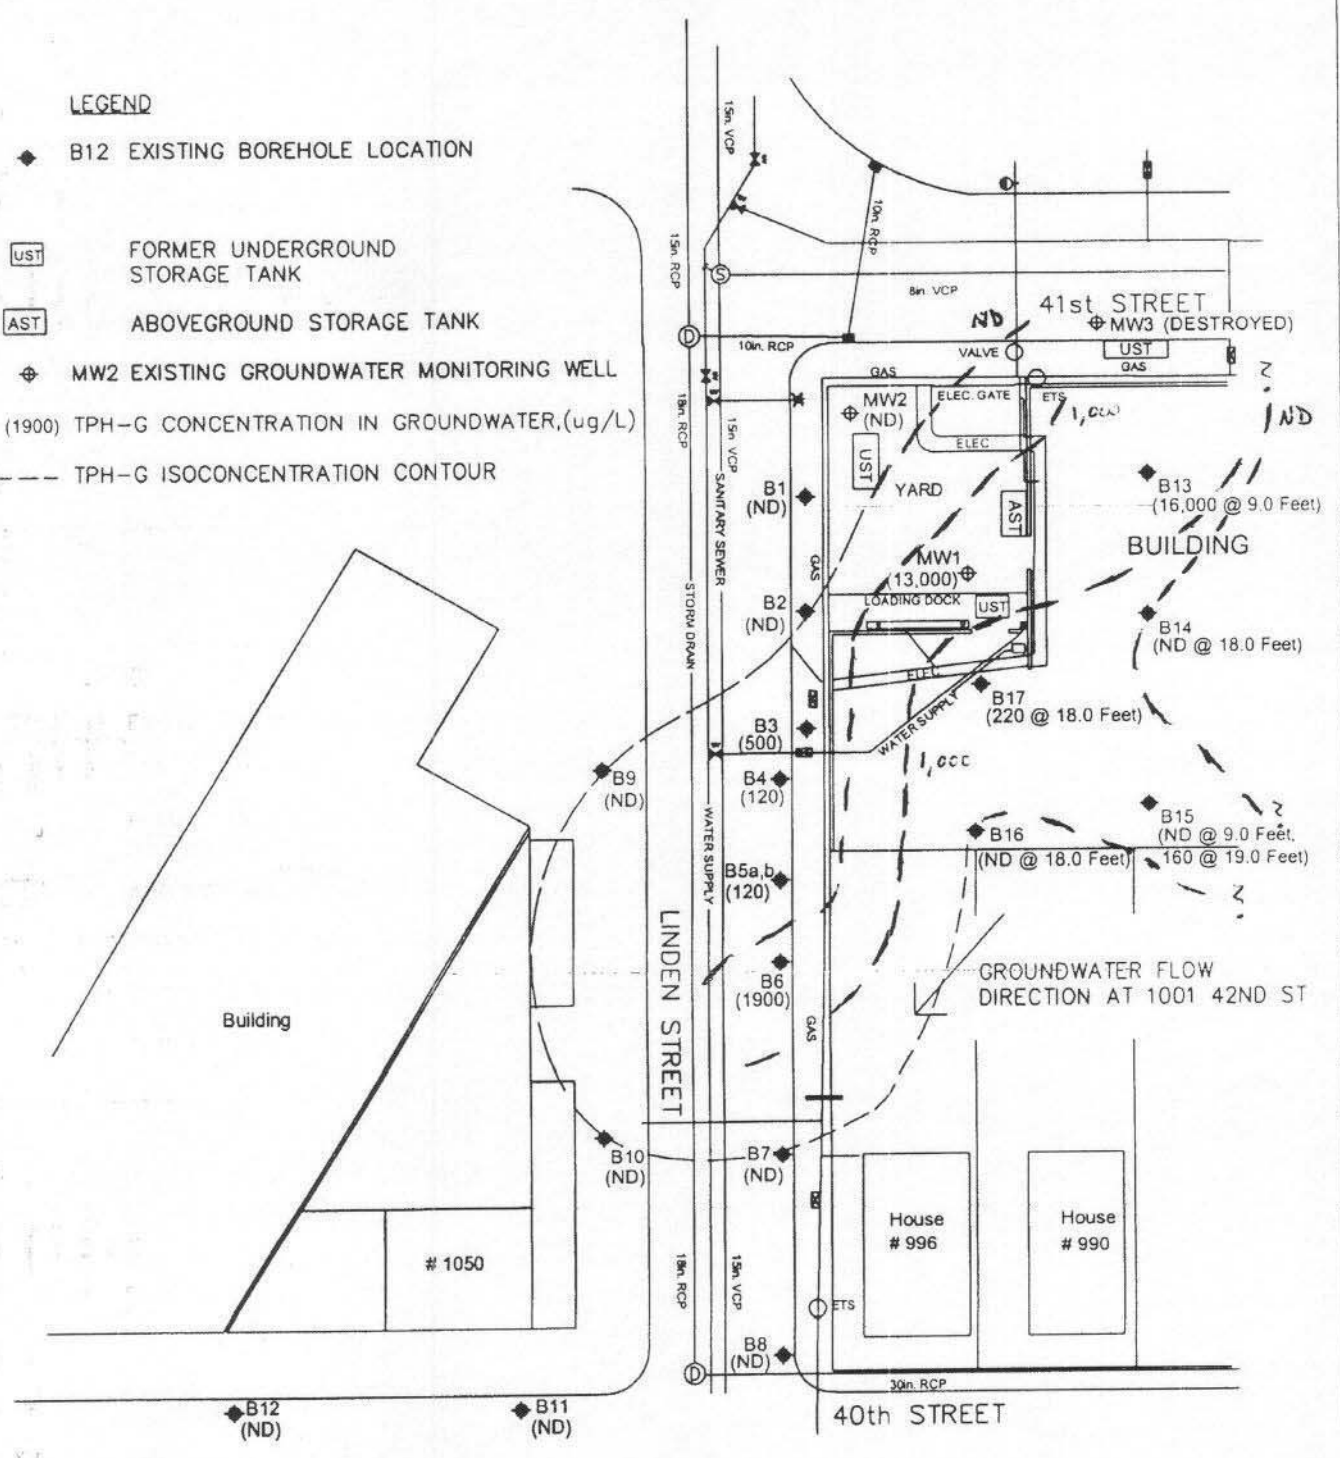 LEGEND
B12 EXISTING BOREHOLE LOCATION
UST
FORMER UNDERGROUND
STORAGE TANK
AST
ABOVEGROUND STORAGE TANK
MW2 EXISTING GROUNDWATER MONITORING WELL
(1900) TPH-G CONCENTRATION IN GROUNDWATER,(ug/L)
TPH-G ISOCONCENTRATION CONTOUR
15in. VCP
15in. RCP
10in. RCP
S
8in. VCP
41st STREET
ND
MW3 (DESTROYED)
D
10in. RCP
VALVE
UST
GAS
GAS
ELEC. GATE
ETS
1,000
?
ND
MW2
(ND)
18in. RCP
15in. VCP
ELEC
UST
YARD
AST
B13
(16,000 @ 9.0 Feet)
B1
(ND)
SANITARY SEWER
BUILDING
GAS
MW1
(13,000)
STORM DRAIN
LOADING DOCK
UST
B2
(ND)
B14
(ND @ 18.0 Feet)
ELEC
B17
(220 @ 18.0 Feet)
WATER SUPPLY
B3
(500)
1,000
B9
(ND)
B4
(120)
WATER SUPPLY
?
B15
(ND @ 9.0 Feet,
160 @ 19.0 Feet)
B16
(ND @ 18.0 Feet)
B5a,b
(120)
?
LINDEN STREET
B6
(1900)
GROUNDWATER FLOW
DIRECTION AT 1001 42ND ST
GAS
Building
B10
(ND)
B7
(ND)
House
# 996
House
# 990
# 1050
18in. RCP
15in. VCP
ETS
B8
(ND)
D
30in. RCP
40th STREET
B12
(ND)
B11
(ND)